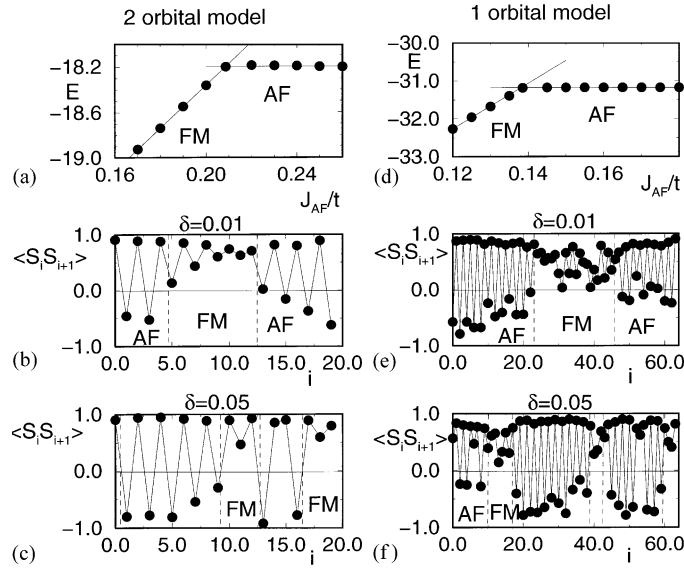 2 orbital model
1 orbital model
−18.2
E
−18.6
−19.0
AF
FM
0.16 0.20 0.24
(a)
J_AF/t
−30.0
E
−31.0
−32.0
−33.0
FM
AF
0.12 0.14 0.16 0.18
(d)
J_AF/t
δ=0.01
1.0
<S_iS_{i+1}>
0.0
−1.0
AF FM AF
0.0 5.0 10.0 15.0 20.0
(b)
i
δ=0.01
1.0
<S_iS_{i+1}>
0.0
−1.0
AF FM AF
0.0 20.0 40.0 60.0
(e)
i
δ=0.05
1.0
<S_iS_{i+1}>
0.0
−1.0
FM FM
0.0 5.0 10.0 15.0 20.0
(c)
i
δ=0.05
1.0
<S_iS_{i+1}>
0.0
−1.0
AF FM
0.0 20.0 40.0 60.0
(f)
i